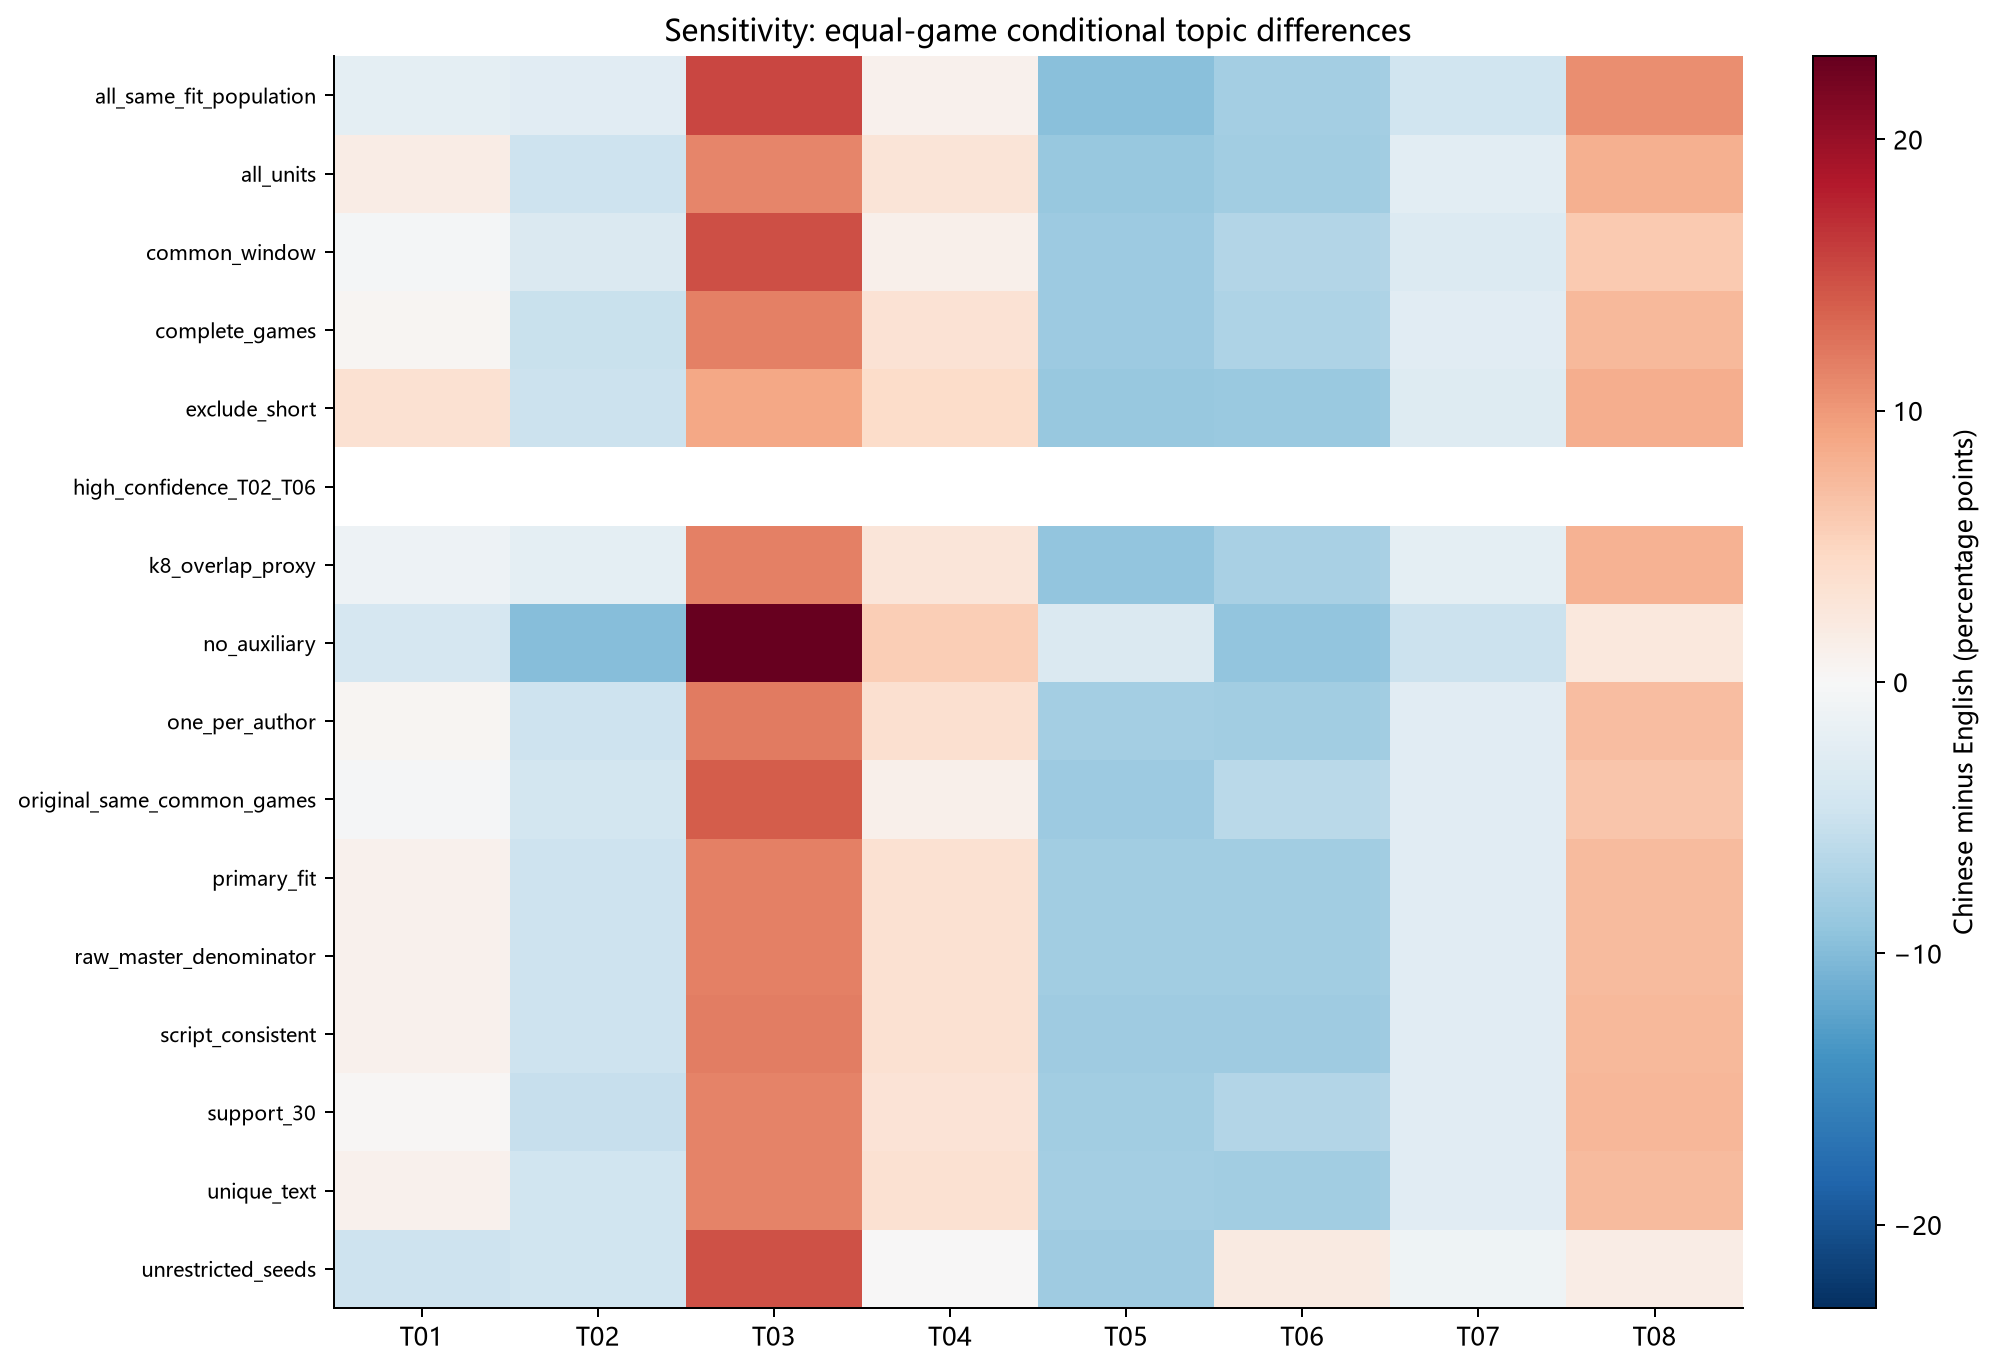 Sensitivity: equal-game conditional topic differences
all_same_fit_population
all_units
common_window
complete_games
exclude_short
high_confidence_T02_T06
k8_overlap_proxy
no_auxiliary
one_per_author
original_same_common_games
primary_fit
raw_master_denominator
script_consistent
support_30
unique_text
unrestricted_seeds
T01 T02 T03 T04 T05 T06 T07 T08
20
10
0
−10
−20
Chinese minus English (percentage points)